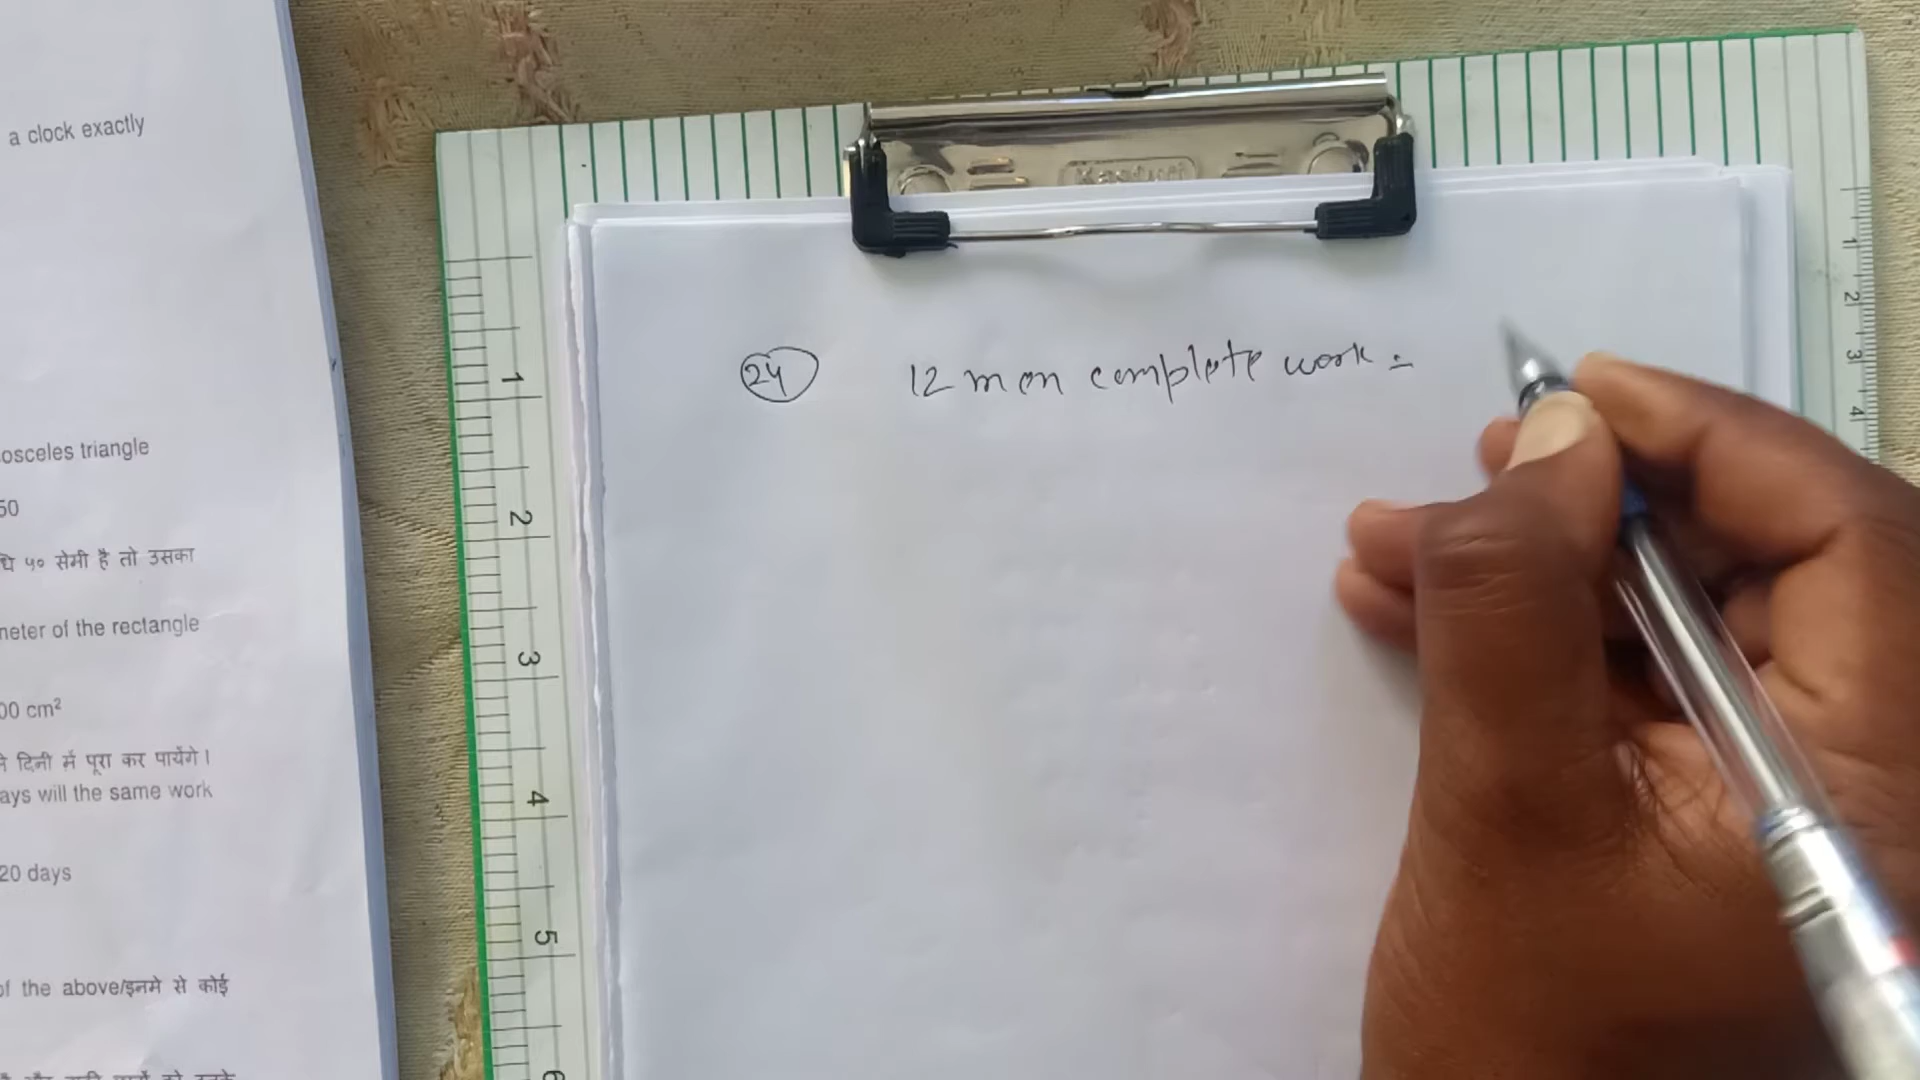 a clock exactly
osceles triangle
50
धि ५० सेमी है तो उसका
meter of the rectangle
00 cm²
दिनों में पूरा कर पायेंगे।
ays will the same work
20 days
of the above/इनमे से कोई
24 12 men complete work =
1
2
3
4
5
6
1
2
3
4